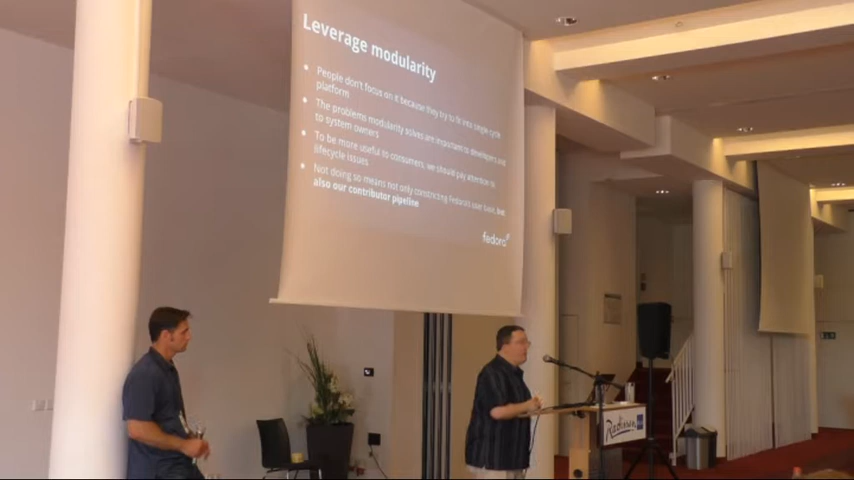 Leverage modularity
• People don't focus on it because they try to fit into single cycle
platform
• The problems modularity solves are important to developers and
to system owners
• To be more useful to consumers, we should pay attention to
lifecycle issues
• Not doing so means not only constricting Fedora's user basis, but
also our contributor pipeline
fedora
Radisson